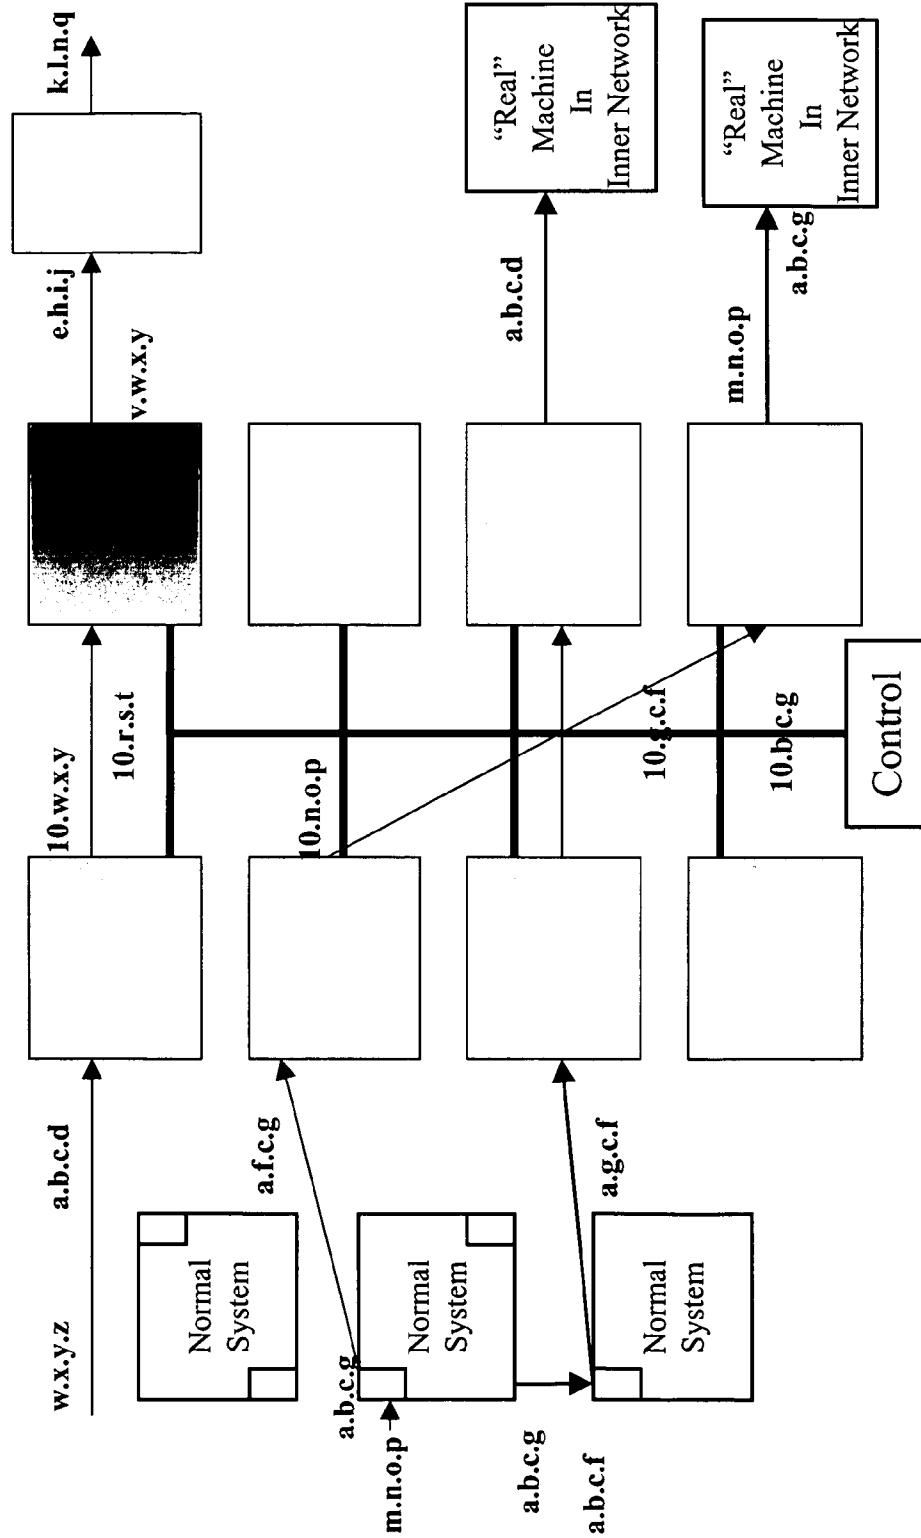 w.x.y.z
a.b.c.d
10.w.x.y
e.h.i.j
k.l.n.q
10.r.s.t
v.w.x.y
Normal
System
a.f.c.g
10.n.o.p
a.b.c.g
m.n.o.p
Normal
System
a.b.c.d
“Real”
Machine
In
Inner Network
a.b.c.g
a.b.c.f
a.g.c.f
Normal
System
10.g.c.f
m.n.o.p
“Real”
Machine
In
Inner Network
10.b.c.g
a.b.c.g
Control